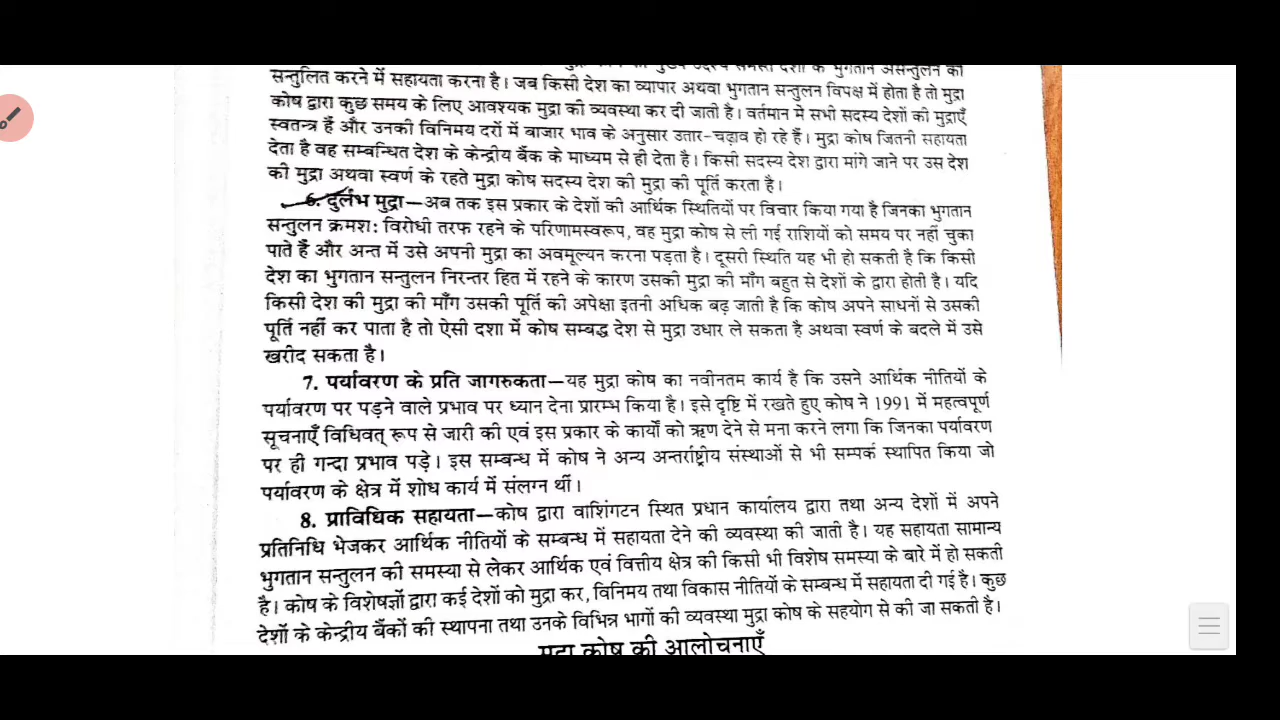 मुख्य उद्देश्य समस्त देशों के भुगतान असन्तुलन को
सन्तुलित करने में सहायता करना है। जब किसी देश का व्यापार अथवा भुगतान सन्तुलन विपक्ष में होता है तो मुद्रा
कोष द्वारा कुछ समय के लिए आवश्यक मुद्रा की व्यवस्था कर दी जाती है। वर्तमान में सभी सदस्य देशों की मुद्राएँ
स्वतन्त्र हैं और उनकी विनिमय दरों में बाजार भाव के अनुसार उतार-चढ़ाव हो रहे हैं। मुद्रा कोष जितनी सहायता
देता है वह सम्बन्धित देश के केन्द्रीय बैंक के माध्यम से ही देता है। किसी सदस्य देश द्वारा मांगे जाने पर उस देश
की मुद्रा अथवा स्वर्ण के रहते मुद्रा कोष सदस्य देश की मुद्रा की पूर्ति करता है।
6. दुर्लभ मुद्रा—अब तक इस प्रकार के देशों की आर्थिक स्थितियों पर विचार किया गया है जिनका भुगतान
सन्तुलन क्रमशः विरोधी तरफ रहने के परिणामस्वरूप, वह मुद्रा कोष से ली गई राशियों को समय पर नहीं चुका
पाते हैं और अन्त में उसे अपनी मुद्रा का अवमूल्यन करना पड़ता है। दूसरी स्थिति यह भी हो सकती है कि किसी
देश का भुगतान सन्तुलन निरन्तर हित में रहने के कारण उसकी मुद्रा की माँग बहुत से देशों के द्वारा होती है। यदि
किसी देश की मुद्रा की माँग उसकी पूर्ति की अपेक्षा इतनी अधिक बढ़ जाती है कि कोष अपने साधनों से उसकी
पूर्ति नहीं कर पाता है तो ऐसी दशा में कोष सम्बद्ध देश से मुद्रा उधार ले सकता है अथवा स्वर्ण के बदले में उसे
खरीद सकता है।
7. पर्यावरण के प्रति जागरुकता—यह मुद्रा कोष का नवीनतम कार्य है कि उसने आर्थिक नीतियों के
पर्यावरण पर पड़ने वाले प्रभाव पर ध्यान देना प्रारम्भ किया है। इसे दृष्टि में रखते हुए कोष ने 1991 में महत्वपूर्ण
सूचनाएँ विधिवत् रूप से जारी की एवं इस प्रकार के कार्यों को ऋण देने से मना करने लगा कि जिनका पर्यावरण
पर ही गन्दा प्रभाव पड़े। इस सम्बन्ध में कोष ने अन्य अन्तर्राष्ट्रीय संस्थाओं से भी सम्पर्क स्थापित किया जो
पर्यावरण के क्षेत्र में शोध कार्य में संलग्न थीं।
8. प्राविधिक सहायता—कोष द्वारा वाशिंगटन स्थित प्रधान कार्यालय द्वारा तथा अन्य देशों में अपने
प्रतिनिधि भेजकर आर्थिक नीतियों के सम्बन्ध में सहायता देने की व्यवस्था की जाती है। यह सहायता सामान्य
भुगतान सन्तुलन की समस्या से लेकर आर्थिक एवं वित्तीय क्षेत्र की किसी भी विशेष समस्या के बारे में हो सकती
है। कोष के विशेषज्ञों द्वारा कई देशों को मुद्रा कर, विनिमय तथा विकास नीतियों के सम्बन्ध में सहायता दी गई है। कुछ
देशों के केन्द्रीय बैंकों की स्थापना तथा उनके विभिन्न भागों की व्यवस्था मुद्रा कोष के सहयोग से की जा सकती है।
मुद्रा कोष की आलोचनाएँ